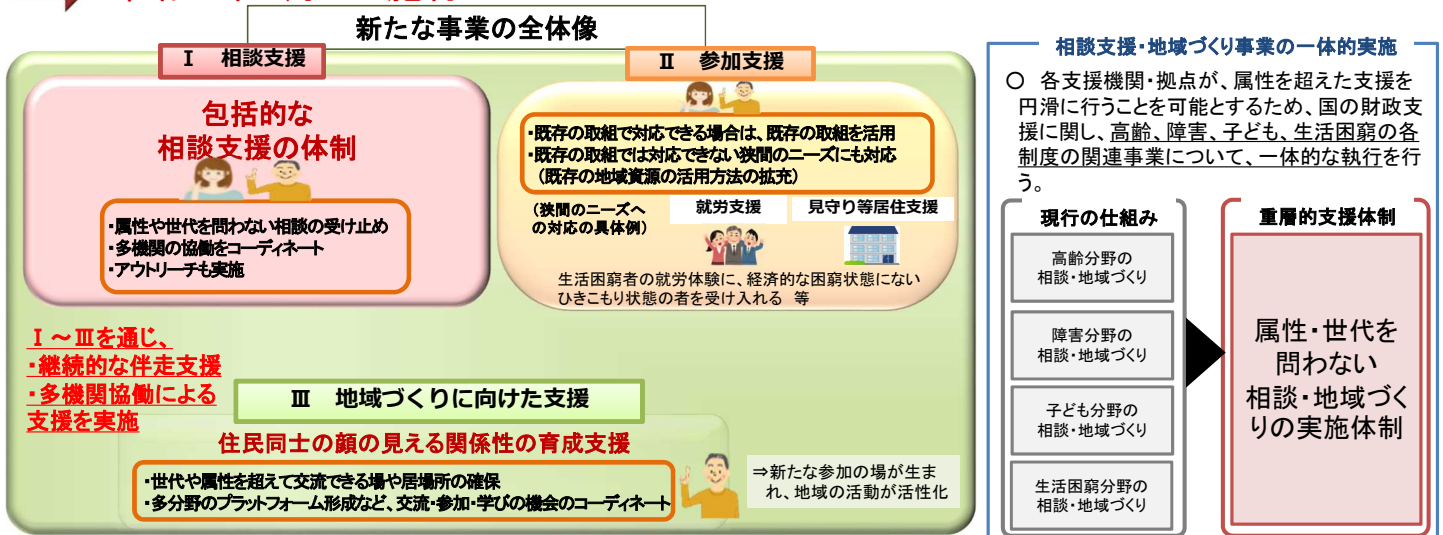 新たな事業の全体像
Ⅰ 相談支援
包括的な
相談支援の体制
・属性や世代を問わない相談の受け止め
・多機関の協働をコーディネート
・アウトリーチも実施
Ⅱ 参加支援
・既存の取組で対応できる場合は、既存の取組を活用
・既存の取組では対応できない狭間のニーズにも対応
（既存の地域資源の活用方法の拡充）
（狭間のニーズへ
の対応の具体例）
就労支援
見守り等居住支援
生活困窮者の就労体験に、経済的な困窮状態にない
ひきこもり状態の者を受け入れる 等
Ⅰ～Ⅲを通じ、
・継続的な伴走支援
・多機関協働による
支援を実施
Ⅲ 地域づくりに向けた支援
住民同士の顔の見える関係性の育成支援
・世代や属性を超えて交流できる場や居場所の確保
・多分野のプラットフォーム形成など、交流・参加・学びの機会のコーディネート
⇒新たな参加の場が生ま
れ、地域の活動が活性化
相談支援・地域づくり事業の一体的実施
○ 各支援機関・拠点が、属性を超えた支援を
円滑に行うことを可能とするため、国の財政支
援に関し、高齢、障害、子ども、生活困窮の各
制度の関連事業について、一体的な執行を行
う。
現行の仕組み
高齢分野の
相談・地域づくり
障害分野の
相談・地域づくり
子ども分野の
相談・地域づくり
生活困窮分野の
相談・地域づくり
重層的支援体制
属性・世代を
問わない
相談・地域づく
りの実施体制